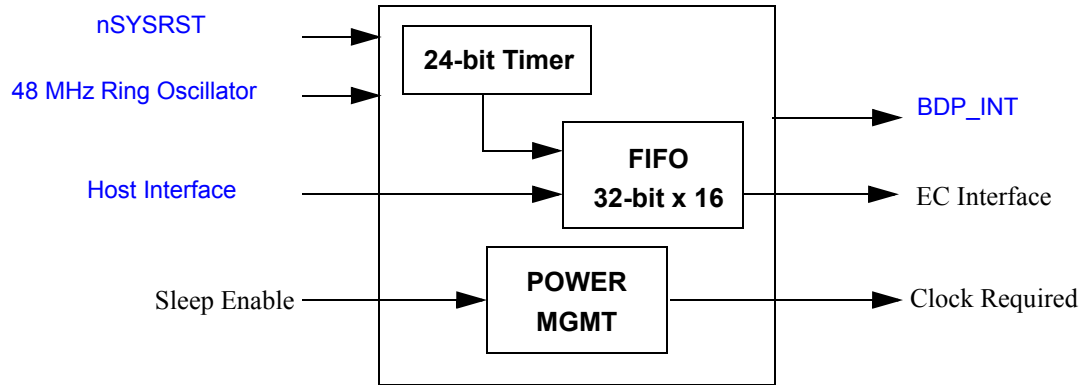 nSYSRST
24-bit Timer
48 MHz Ring Oscillator
BDP_INT
FIFO
32-bit x 16
Host Interface
EC Interface
POWER
MGMT
Sleep Enable
Clock Required